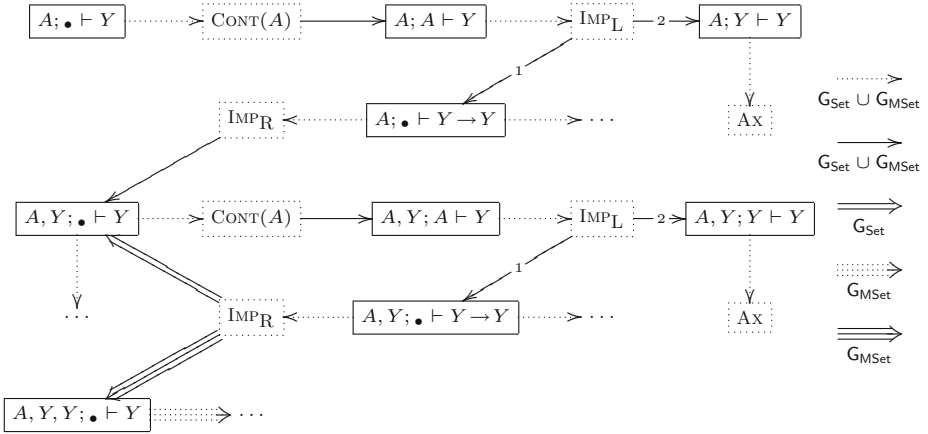 A; • ⊢ Y CONT(A) A; A ⊢ Y IMP_L 2 A; Y ⊢ Y
1
G_Set ∪ G_MSet
IMP_R A; • ⊢ Y → Y · · · AX
G_Set ∪ G_MSet
A, Y; • ⊢ Y CONT(A) A, Y; A ⊢ Y IMP_L 2 A, Y; Y ⊢ Y
G_Set
1
G_MSet
· · · IMP_R A, Y; • ⊢ Y → Y · · · AX
G_MSet
A, Y, Y; • ⊢ Y · · ·